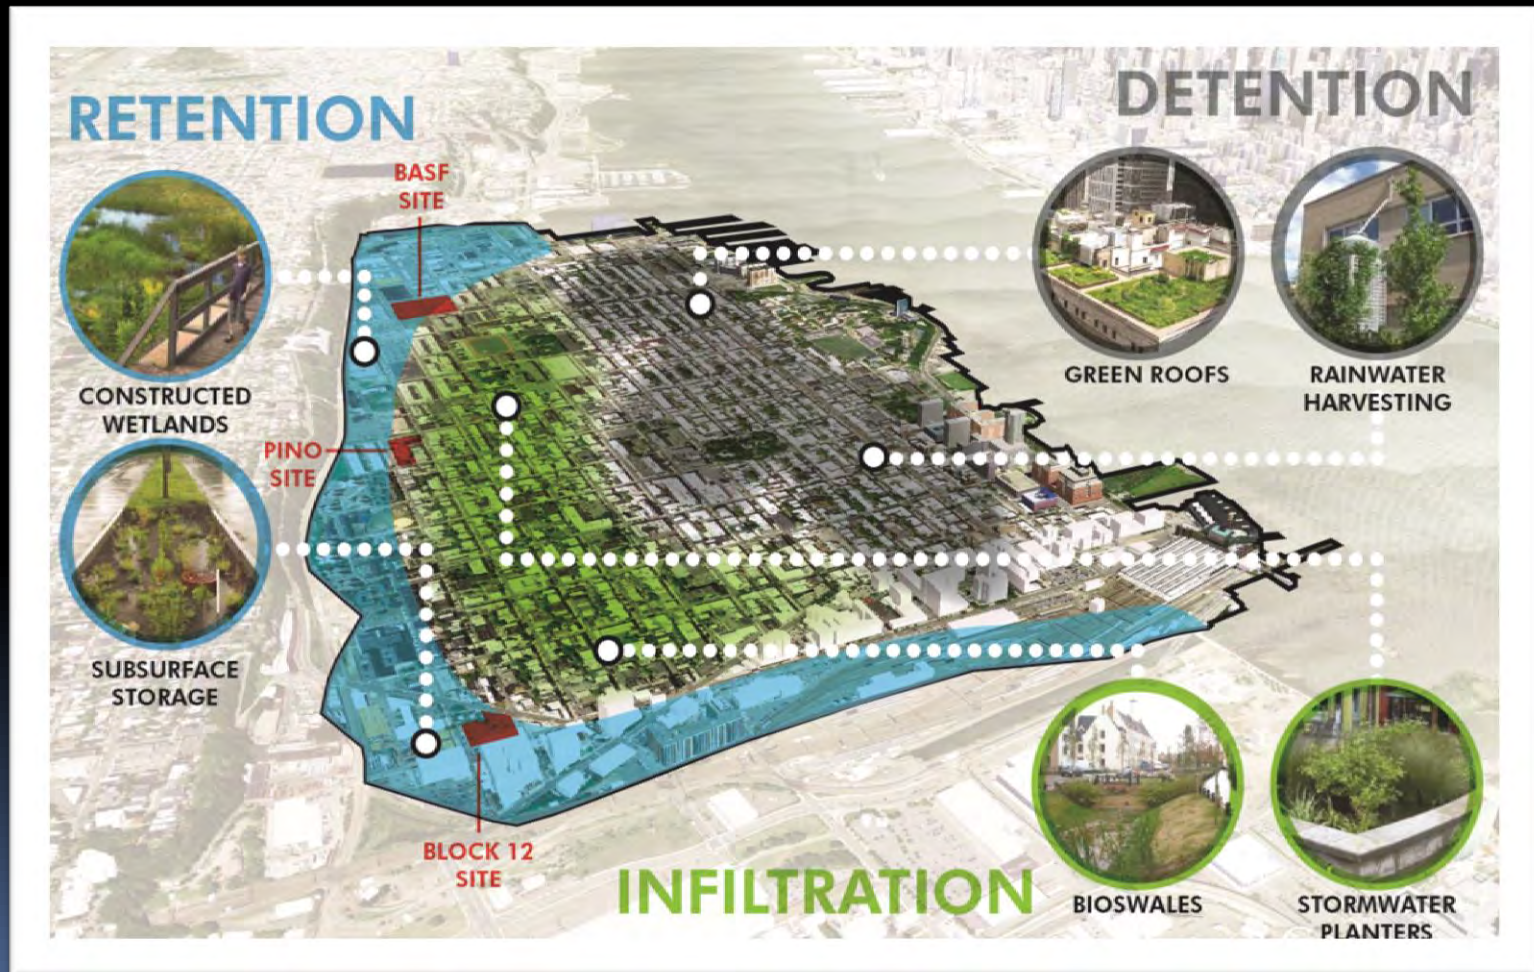 RETENTION
DETENTION
BASF
SITE
CONSTRUCTED
WETLANDS
GREEN ROOFS
RAINWATER
HARVESTING
PINO
SITE
SUBSURFACE
STORAGE
BLOCK 12
SITE
INFILTRATION
BIOSWALES
STORMWATER
PLANTERS